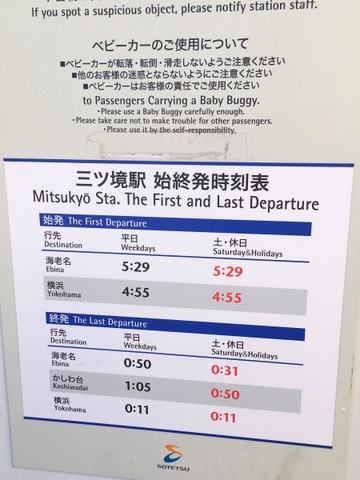 If you spot a suspicious object, please notify station staff.
ベビーカーのご使用について
■ベビーカーが転落・転倒・滑走しないようご注意ください
■他のお客様の迷惑とならないようにご注意ください
■ベビーカーはお客様の責任でご使用ください
to Passengers Carrying a Baby Buggy.
・Please use a Baby Buggy carefully enough.
・Please take care not to make trouble for other passengers.
・Please use it by the self-responsibility.
三ツ境駅 始終発時刻表
Mitsukyō Sta. The First and Last Departure
始発 The First Departure
行先 平日 土・休日
Destination Weekdays Saturday&Holidays
海老名 Ebina 5:29 5:29
横浜 Yokohama 4:55 4:55
終発 The Last Departure
行先 平日 土・休日
Destination Weekdays Saturday&Holidays
海老名 Ebina 0:50 0:31
かしわ台 Kashiwadai 1:05 0:50
横浜 Yokohama 0:11 0:11
SOTETSU